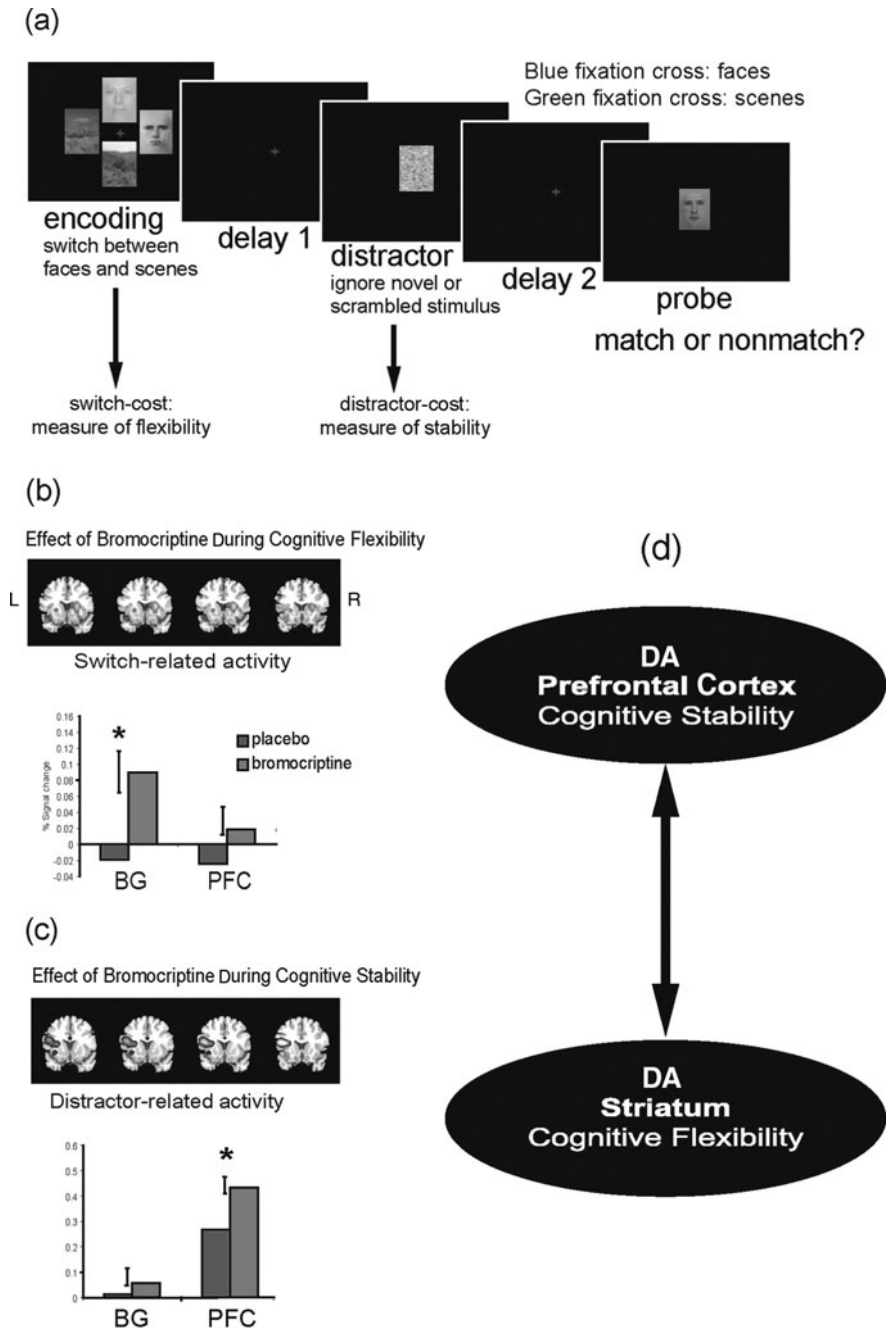 (a)
Blue fixation cross: faces
Green fixation cross: scenes
encoding
switch between
faces and scenes
delay 1
distractor
ignore novel or
scrambled stimulus
delay 2
probe
match or nonmatch?
switch-cost:
measure of flexibility
distractor-cost:
measure of stability
(b)
Effect of Bromocriptine During Cognitive Flexibility
L
R
Switch-related activity
% Signal change
0.16
0.14
0.12
0.1
0.08
0.06
0.04
0.02
0
-0.02
-0.04
*
placebo
bromocriptine
BG
PFC
(c)
Effect of Bromocriptine During Cognitive Stability
Distractor-related activity
0.6
0.5
0.4
0.3
0.2
0.1
0
*
BG
PFC
(d)
DA
Prefrontal Cortex
Cognitive Stability
DA
Striatum
Cognitive Flexibility